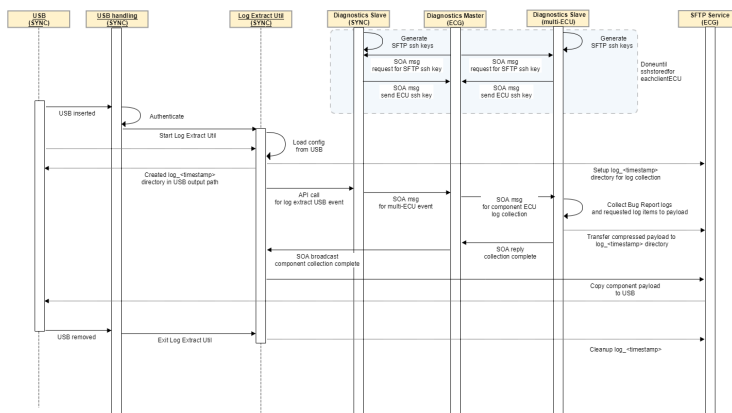 USB
(SYNC)
USB handling
(SYNC)
Log Extract Util
(SYNC)
Diagnostics Slave
(SYNC)
Diagnostics Master
(ECG)
Diagnostics Slave
(multi-ECU)
SFTP Service
(ECG)
Generate
SFTP ssh keys
Generate
SFTP ssh keys
SOA msg
request for SFTP ssh key
SOA msg
request for SFTP ssh key
SOA msg
send ECU ssh key
SOA msg
send ECU ssh key
Doneuntil
sshstoredfor
eachclientECU
USB inserted
Authenticate
Start Log Extract Util
Load config
from USB
Created log_<timestamp>
directory in USB output path
Setup log_<timestamp>
directory for log collection
API call
for log extract USB event
SOA msg
for multi-ECU event
SOA msg
for component ECU
log collection
Collect Bug Report logs
and requested log items to payload
Transfer compressed payload to
log_<timestamp> directory
SOA reply
collection complete
SOA broadcast
component collection complete
Copy component payload
to USB
USB removed
Exit Log Extract Util
Cleanup log_<timestamp>